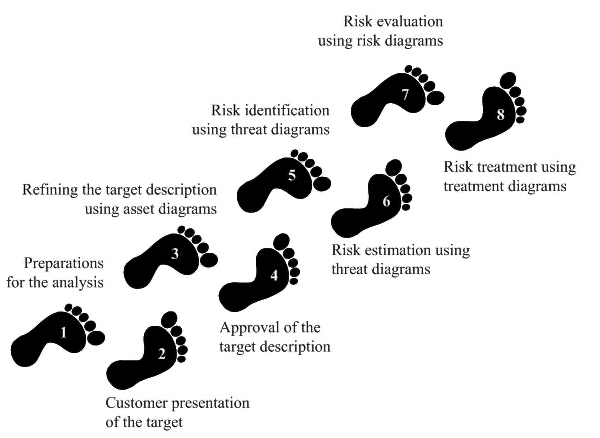 1
Preparations
for the analysis
2
Customer presentation
of the target
3
Refining the target description
using asset diagrams
4
Approval of the
target description
5
Risk identification
using threat diagrams
6
Risk estimation using
threat diagrams
7
Risk evaluation
using risk diagrams
8
Risk treatment using
treatment diagrams